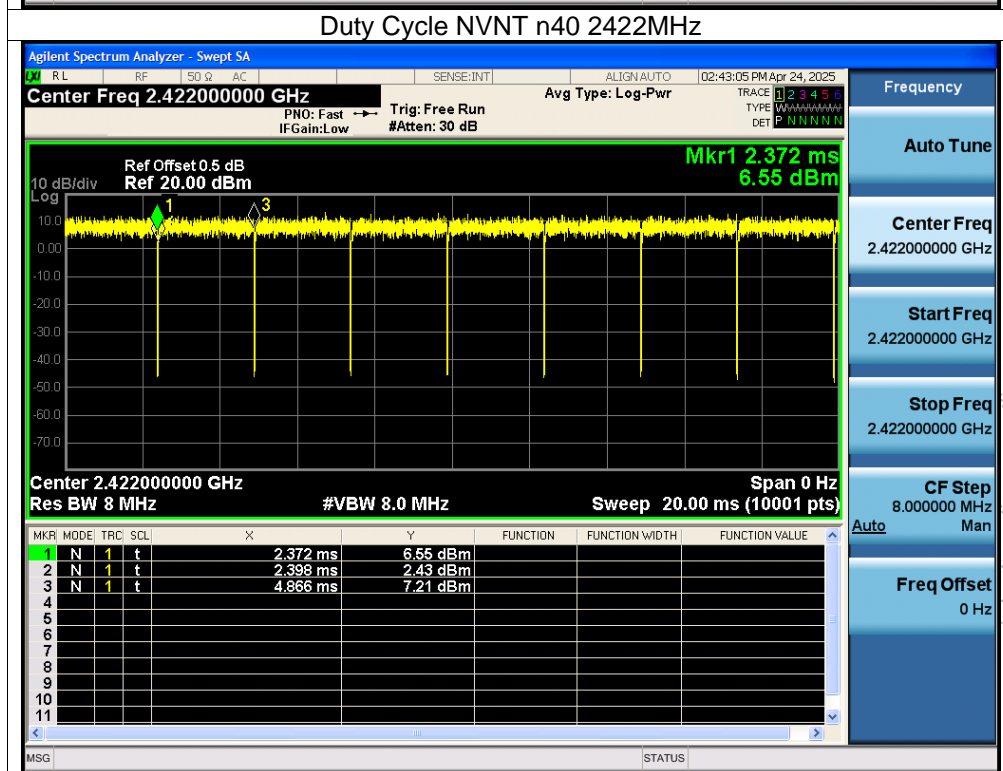 Duty Cycle NVNT n40 2422MHz
Agilent Spectrum Analyzer - Swept SA
LXI RL RF 50 Ω AC SENSE:INT ALIGN AUTO 02:43:05 PM Apr 24, 2025
Center Freq 2.422000000 GHz
PNO: Fast
IFGain:Low
Trig: Free Run
#Atten: 30 dB
Avg Type: Log-Pwr
TRACE 1 2 3 4 5 6
TYPE W
DET P N N N N N
Frequency
Auto Tune
Center Freq
2.422000000 GHz
Start Freq
2.422000000 GHz
Stop Freq
2.422000000 GHz
CF Step
8.000000 MHz
Auto Man
Freq Offset
0 Hz
Mkr1 2.372 ms
6.55 dBm
Ref Offset 0.5 dB
10 dB/div Ref 20.00 dBm
Log
1
3
10.0
0.00
-10.0
-20.0
-30.0
-40.0
-50.0
-60.0
-70.0
Center 2.422000000 GHz Span 0 Hz
Res BW 8 MHz #VBW 8.0 MHz Sweep 20.00 ms (10001 pts)
MKR MODE TRC SCL X Y FUNCTION FUNCTION WIDTH FUNCTION VALUE
1 N 1 t 2.372 ms 6.55 dBm
2 N 1 t 2.398 ms 2.43 dBm
3 N 1 t 4.866 ms 7.21 dBm
4
5
6
7
8
9
10
11
MSG STATUS